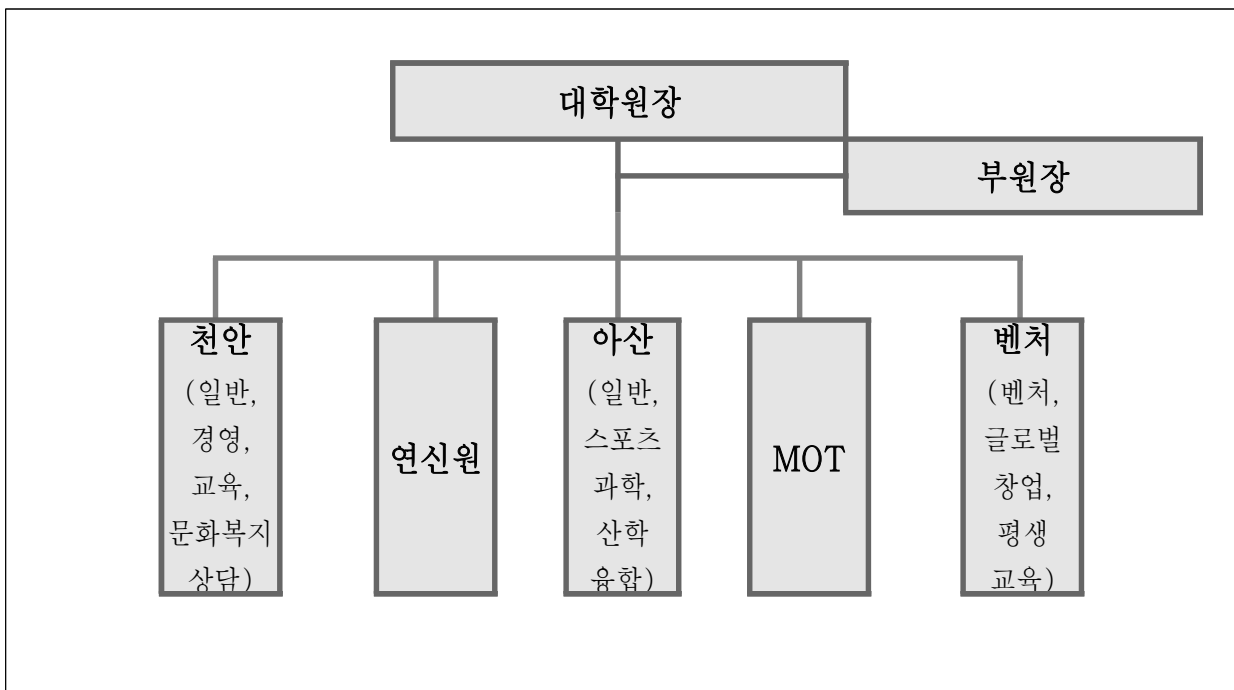 대학원장
부원장
천안
(일반,
경영,
교육,
문화복지
상담)
연신원
아산
(일반,
스포츠
과학,
산학
융합)
MOT
벤처
(벤처,
글로벌
창업,
평생
교육)